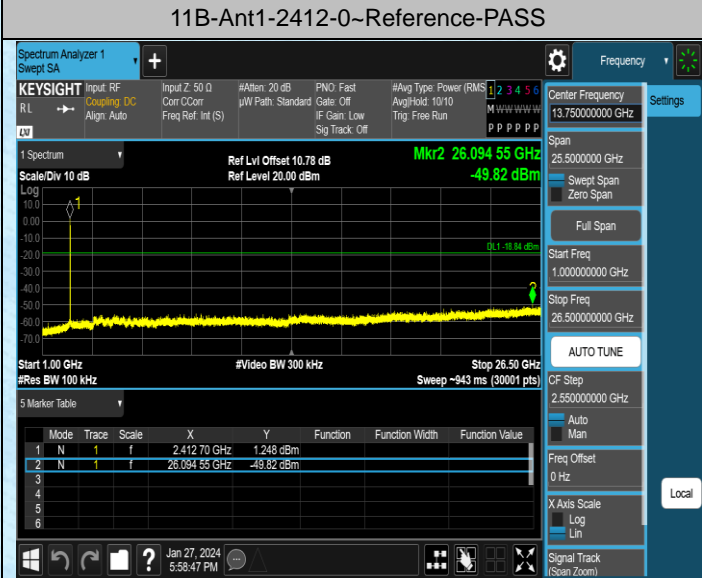 11B-Ant1-2412-0~Reference-PASS
Spectrum Analyzer 1
Swept SA
Frequency
KEYSIGHT
RL
LXI
Input: RF
Coupling: DC
Align: Auto
Input Z: 50 Ω
Corr CCorr
Freq Ref: Int (S)
#Atten: 20 dB
µW Path: Standard
PNO: Fast
Gate: Off
IF Gain: Low
Sig Track: Off
#Avg Type: Power (RMS
Avg|Hold: 10/10
Trig: Free Run
1 2 3 4 5 6
M W W W W W
P P P P P P
1 Spectrum
Scale/Div 10 dB
Ref Lvl Offset 10.78 dB
Ref Level 20.00 dBm
Mkr2 26.094 55 GHz
-49.82 dBm
Log
10.0
0.00
-10.0
-20.0
-30.0
-40.0
-50.0
-60.0
-70.0
1
DL1 -18.84 dBm
2
Start 1.00 GHz
#Res BW 100 kHz
#Video BW 300 kHz
Stop 26.50 GHz
Sweep ~943 ms (30001 pts)
5 Marker Table
Mode Trace Scale X Y Function Function Width Function Value
1 N 1 f 2.412 70 GHz 1.248 dBm
2 N 1 f 26.094 55 GHz -49.82 dBm
3
4
5
6
Jan 27, 2024
5:58:47 PM
Center Frequency
13.750000000 GHz
Settings
Span
25.5000000 GHz
Swept Span
Zero Span
Full Span
Start Freq
1.000000000 GHz
Stop Freq
26.500000000 GHz
AUTO TUNE
CF Step
2.550000000 GHz
Auto
Man
Freq Offset
0 Hz
X Axis Scale
Log
Lin
Local
Signal Track
(Span Zoom)